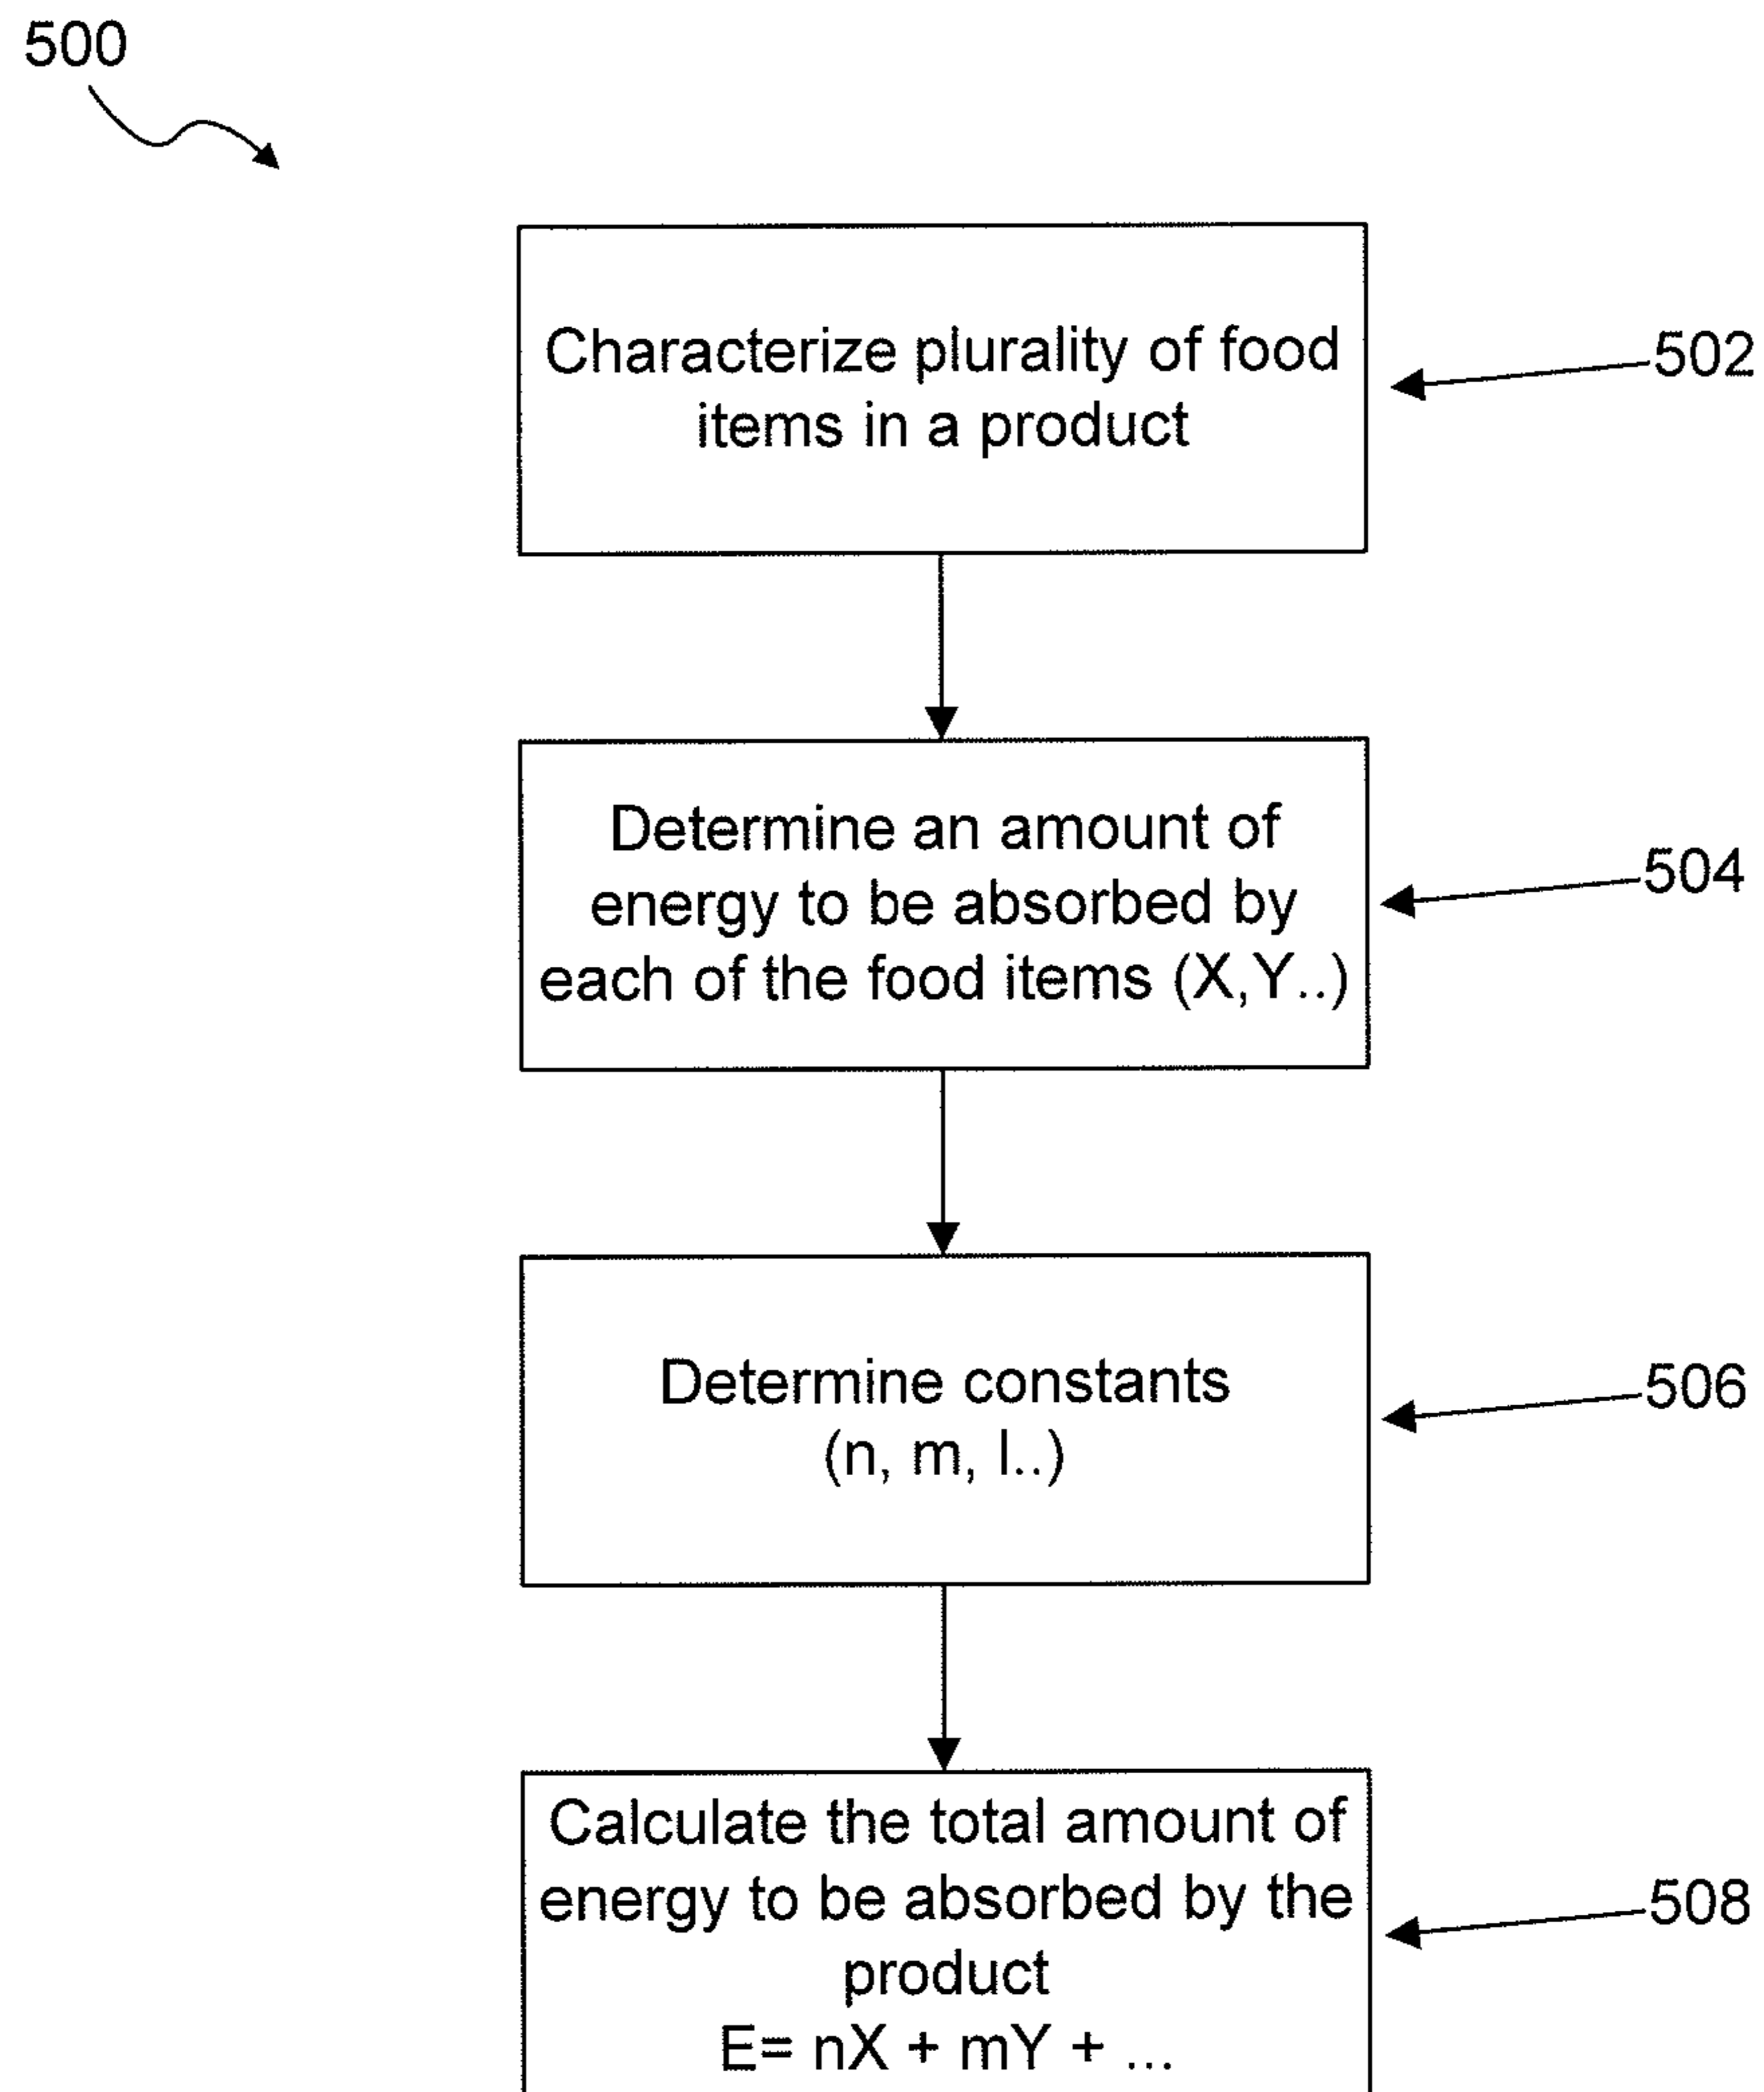 500
Characterize plurality of food
items in a product
502
Determine an amount of
energy to be absorbed by
each of the food items (X,Y..)
504
Determine constants
(n, m, l..)
506
Calculate the total amount of
energy to be absorbed by the
product
E= nX + mY + ...
508